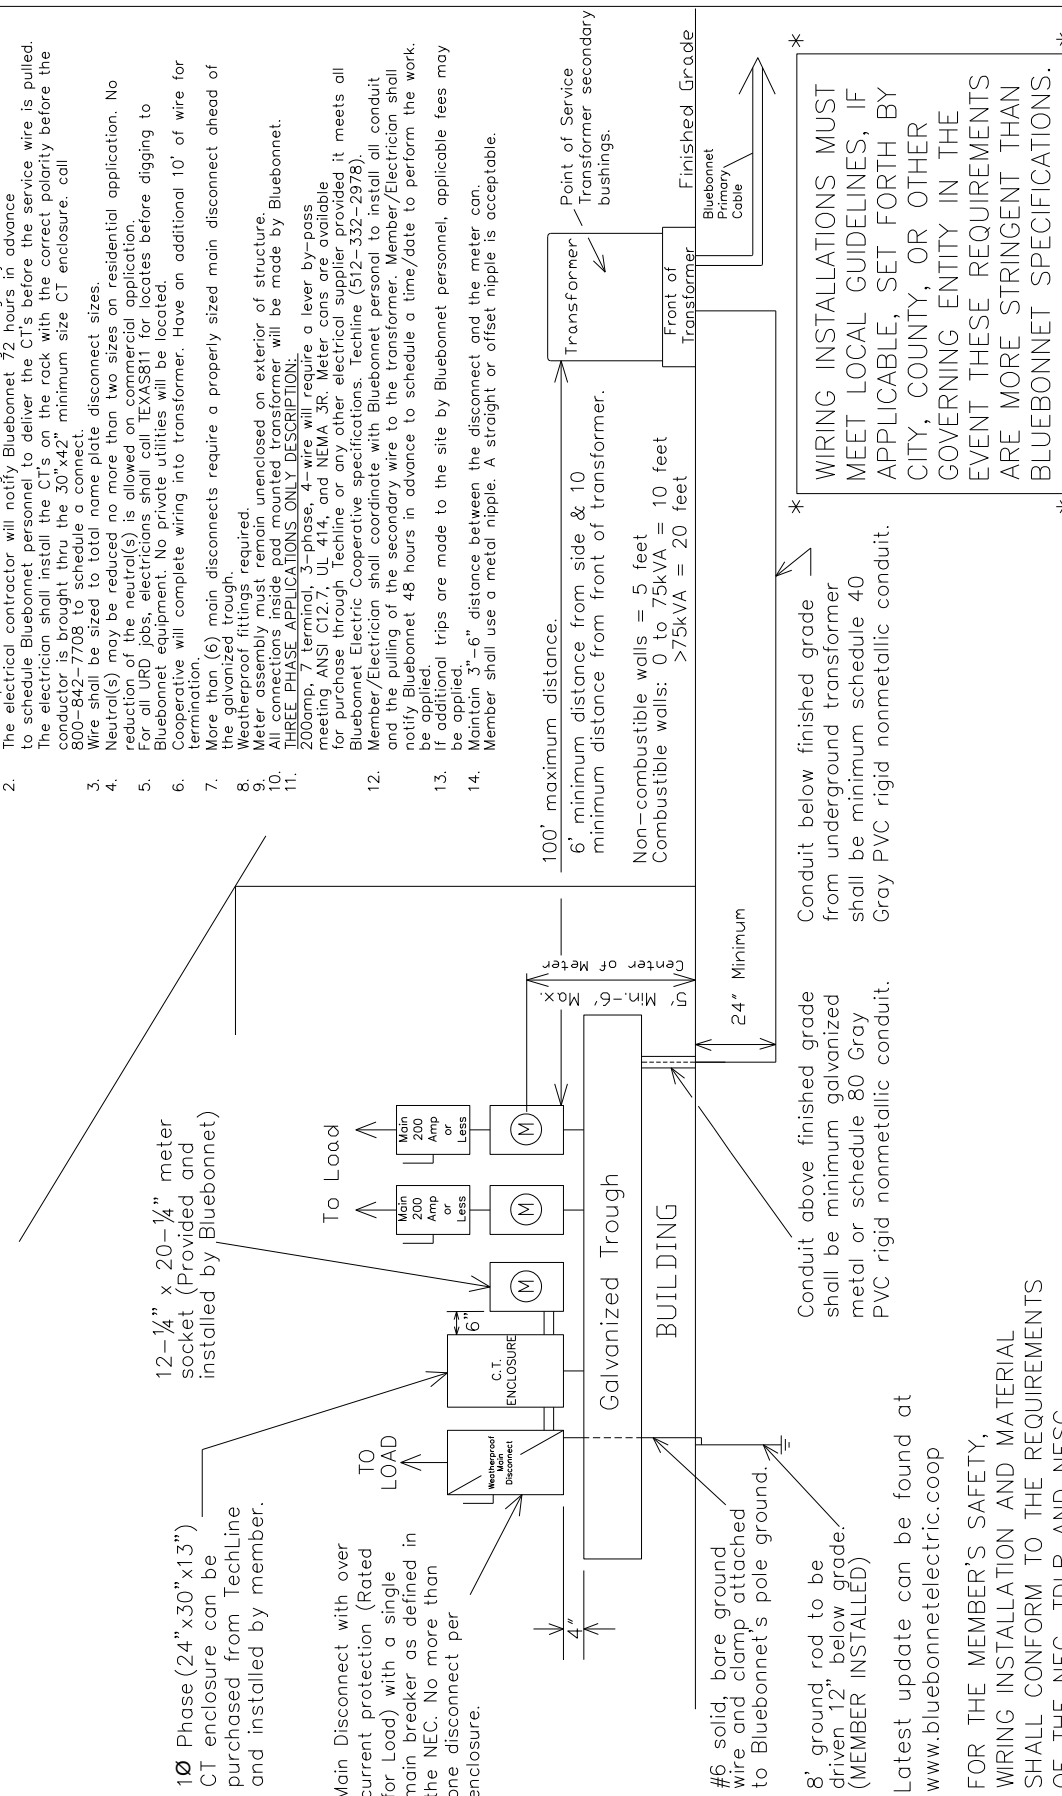 2. The electrical contractor will notify Bluebonnet 72 hours in advance
to schedule Bluebonnet personnel to deliver the CT's before the service wire is pulled.
The electrician shall install the CT's on the rack with the correct polarity before the
conductor is brought thru the 30"x42" minimum size CT enclosure. call
800-842-7708 to schedule a connect.
3. Wire shall be sized to total name plate disconnect sizes.
4. Neutral(s) may be reduced no more than two sizes on residential application. No
reduction of the neutral(s) is allowed on commercial application.
5. For all URD jobs, electricians shall call TEXAS811 for locates before digging to
Bluebonnet equipment. No private utilities will be located.
6. Cooperative will complete wiring into transformer. Have an additional 10' of wire for
termination.
7. More than (6) main disconnects require a properly sized main disconnect ahead of
the galvanized trough.
8. Weatherproof fittings required.
9. Meter assembly must remain unenclosed on exterior of structure.
10. All connections inside pad mounted transformer will be made by Bluebonnet.
11. THREE PHASE APPLICATIONS ONLY DESCRIPTION:
200amp, 7 terminal, 3-phase, 4-wire will require a lever by-pass
meeting ANSI C12.7, UL 414, and NEMA 3R. Meter cans are available
for purchase through Techline or any other electrical supplier provided it meets all
Bluebonnet Electric Cooperative specifications. Techline (512-332-2978).
12. Member/Electrician shall coordinate with Bluebonnet personal to install all conduit
and the pulling of the secondary wire to the transformer. Member/Electrician shall
notify Bluebonnet 48 hours in advance to schedule a time/date to perform the work.
be applied.
13. If additional trips are made to the site by Bluebonnet personnel, applicable fees may
be applied.
14. Maintain 3"-6" distance between the disconnect and the meter can.
Member shall use a metal nipple. A straight or offset nipple is acceptable.
1Ø Phase (24"x30"x13")
CT enclosure can be
purchased from TechLine
and installed by member.
12-¼" x 20-¼" meter
socket (Provided and
installed by Bluebonnet)
Main Disconnect with over
current protection (Rated
for Load) with a single
main breaker as defined in
the NEC. No more than
one disconnect per
enclosure.
TO
LOAD
To Load
Weatherproof
Main
Disconnect
C.T.
ENCLOSURE
6"
Main
200
Amp
or
Less
Main
200
Amp
or
Less
M
M
M
4"
Galvanized Trough
BUILDING
5' Min.-6' Max.
Center of Meter
100' maximum distance.
6' minimum distance from side & 10
minimum distance from front of transformer.
Non-combustible walls = 5 feet
Combustible walls: 0 to 75kVA = 10 feet
>75kVA = 20 feet
Transformer
Front of
Transformer
Point of Service
Transformer secondary
bushings.
Finished Grade
Bluebonnet
Primary
Cable
24" Minimum
#6 solid, bare ground
wire and clamp attached
to Bluebonnet's pole ground.
8' ground rod to be
driven 12" below grade.
(MEMBER INSTALLED)
Conduit above finished grade
shall be minimum galvanized
metal or schedule 80 Gray
PVC rigid nonmetallic conduit.
Conduit below finished grade
from underground transformer
shall be minimum schedule 40
Gray PVC rigid nonmetallic conduit.
* *
WIRING INSTALLATIONS MUST
MEET LOCAL GUIDELINES, IF
APPLICABLE, SET FORTH BY
CITY, COUNTY, OR OTHER
GOVERNING ENTITY IN THE
EVENT THESE REQUIREMENTS
ARE MORE STRINGENT THAN
BLUEBONNET SPECIFICATIONS.
* *
Latest update can be found at
www.bluebonnetelectric.coop
FOR THE MEMBER'S SAFETY,
WIRING INSTALLATION AND MATERIAL
SHALL CONFORM TO THE REQUIREMENTS
OF THE NEC, TDLR AND NESC